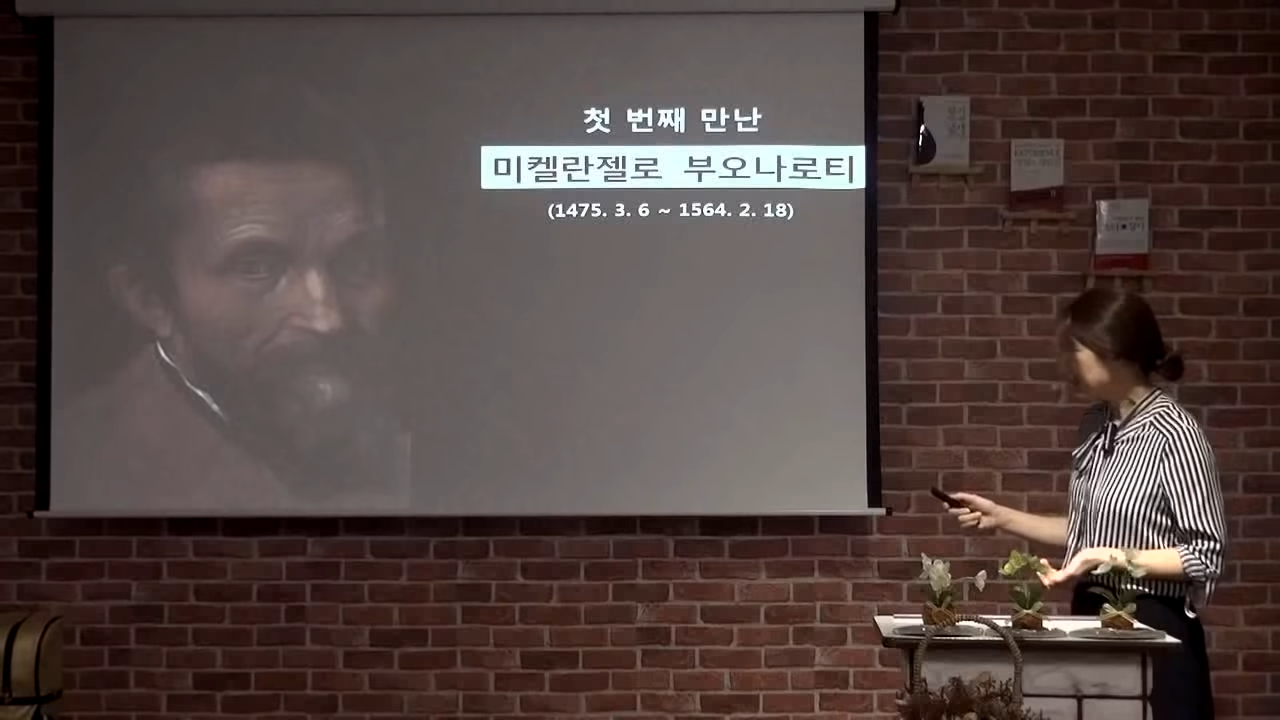 첫 번째 만난
미켈란젤로 부오나로티
(1475. 3. 6 ~ 1564. 2. 18)